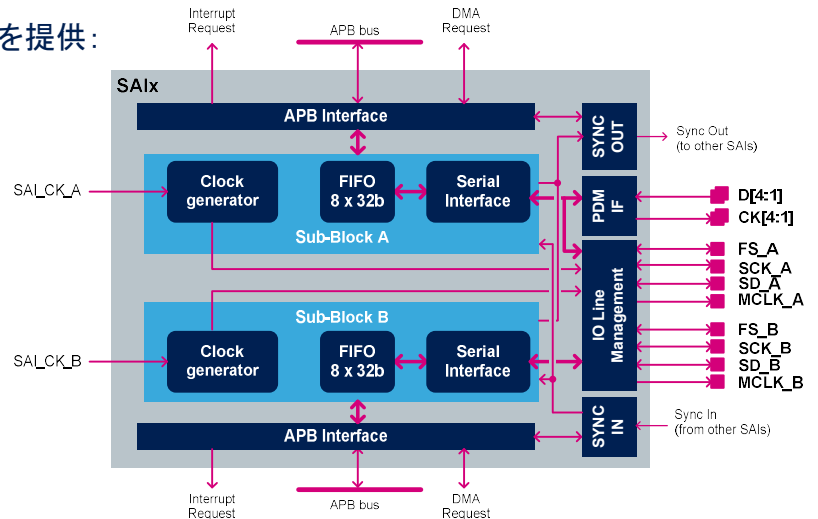 を提供:
Interrupt
Request
APB bus
DMA
Request
SAIx
APB Interface
SYNC
OUT
Sync Out
(to other SAIs)
SAI_CK_A
Clock
generator
FIFO
8 x 32b
Serial
Interface
Sub-Block A
PDM
IF
D[4:1]
CK[4:1]
FS_A
SCK_A
SD_A
MCLK_A
IO Line
Management
Sub-Block B
SAI_CK_B
Clock
generator
FIFO
8 x 32b
Serial
Interface
FS_B
SCK_B
SD_B
MCLK_B
APB Interface
SYNC
IN
Sync In
(from other SAIs)
Interrupt
Request
APB bus
DMA
Request